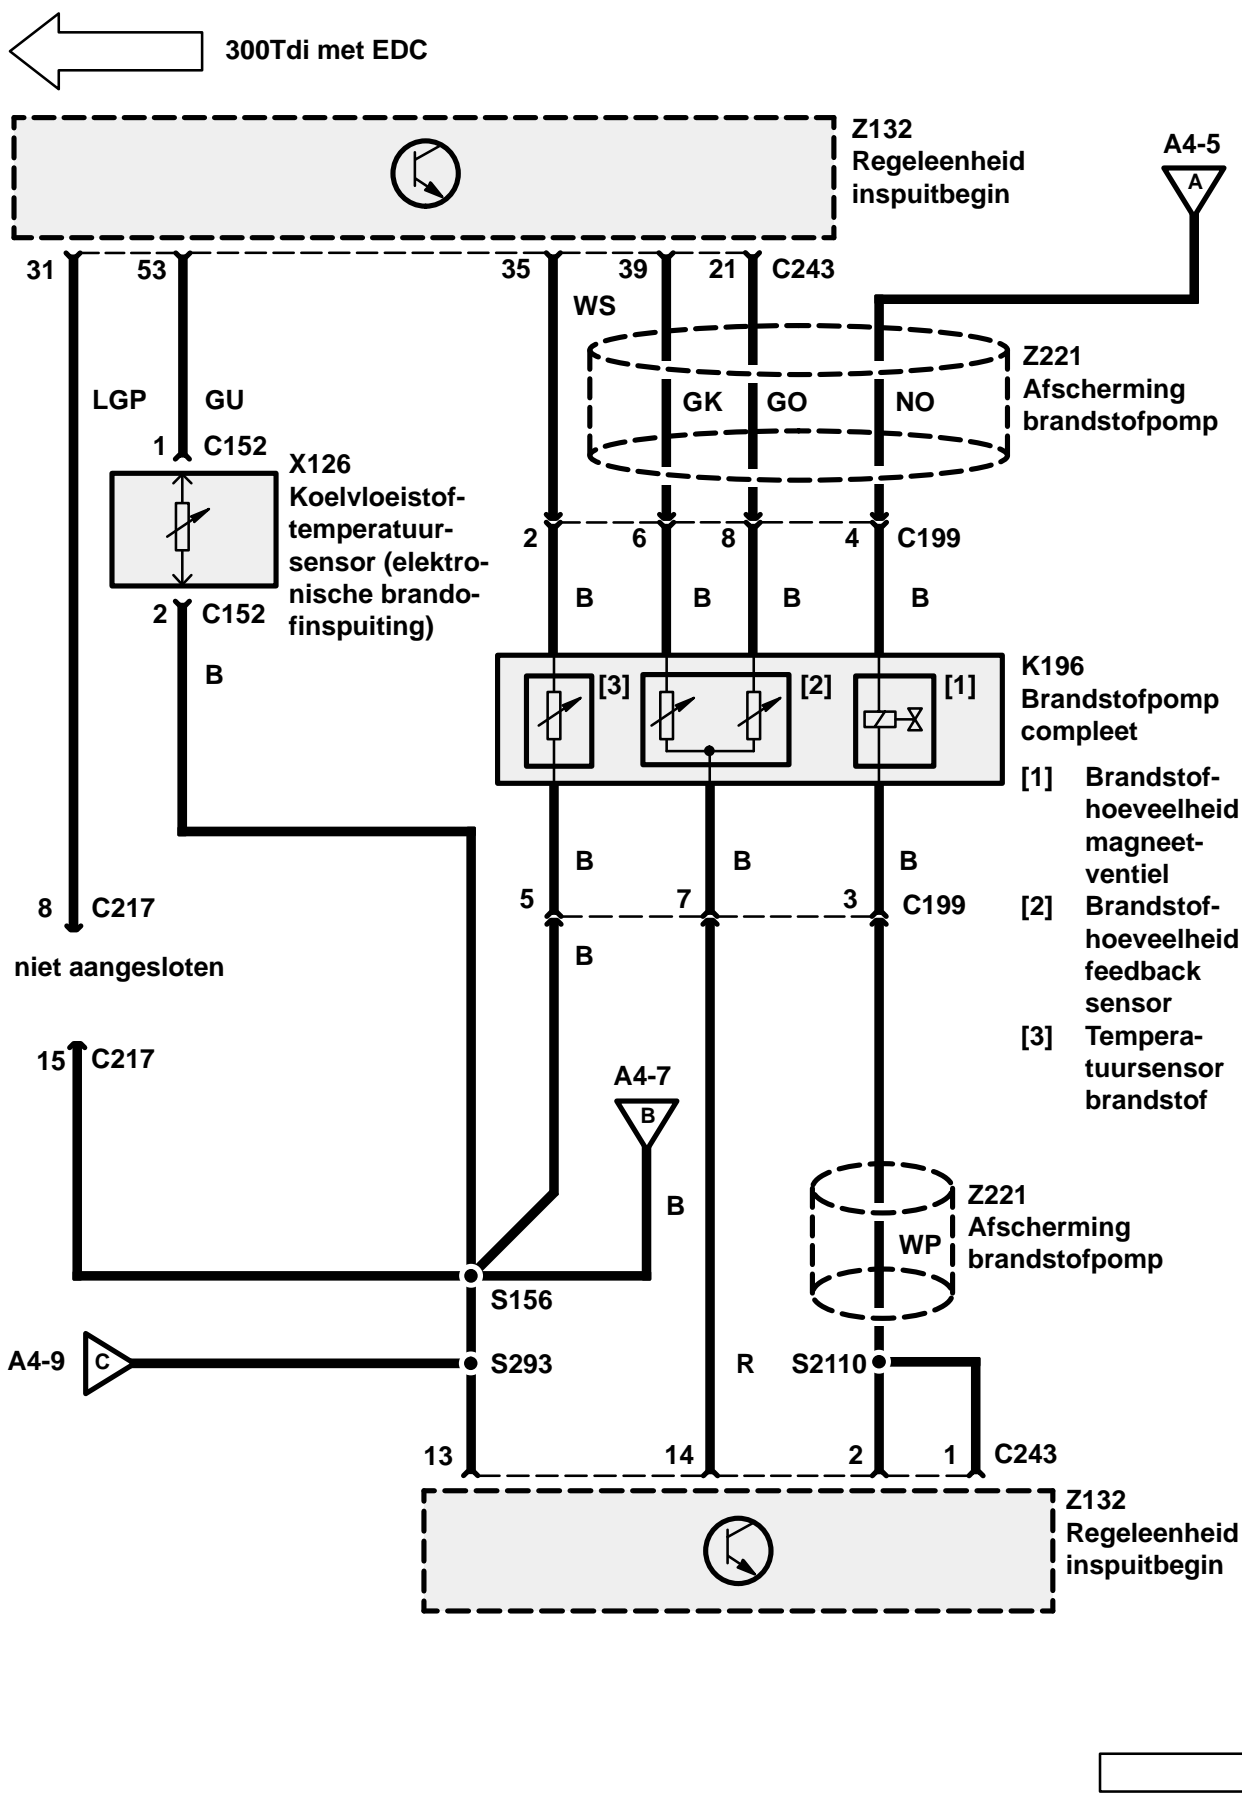 300Tdi met EDC
Z132
Regeleenheid
inspuitbegin
A4-5
A
31
53
35
39
21
C243
WS
Z221
Afscherming
brandstofpomp
LGP
GU
GK
GO
NO
1
C152
X126
Koelvloeistof-
temperatuur-
sensor (elektro-
nische brando-
finspuiting)
2
C152
B
2
6
8
4
C199
B
B
B
B
[3]
[2]
[1]
K196
Brandstofpomp
compleet
[1] Brandstof-
hoeveelheid
magneet-
ventiel
[2] Brandstof-
hoeveelheid
feedback
sensor
[3] Tempera-
tuursensor
brandstof
B
B
B
5
7
3
C199
B
8
C217
niet aangesloten
15
C217
A4-7
B
B
Z221
Afscherming
brandstofpomp
WP
S156
A4-9
C
S293
R
S2110
13
14
2
1
C243
Z132
Regeleenheid
inspuitbegin